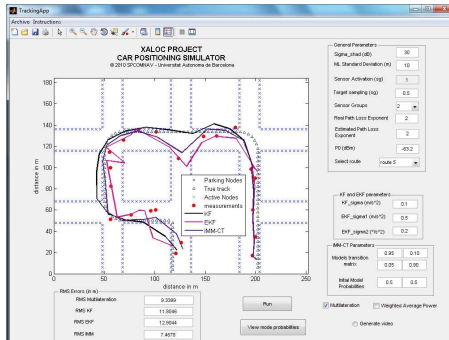 TrackingApp
Archive Instructions
XALOC PROJECT
CAR POSITIONING SIMULATOR
© 2010 SPCOMNAV - Universitat Autonoma de Barcelona
distance in m
180
160
140
120
100
80
60
40
20
0
0 50 100 150 200 250
distance in m
Parking Nodes
True track
Active Nodes
measurements
KF
EKF
IMM-CT
General Parameters
Sigma_shad (dB) 30
ML Standard Deviation (m) 10
Sensor Activation (sg) 1
Target sampling (sg) 0.5
Sensor Groups 2
Real Path Loss Exponent 2
Estimated Path Loss
Exponent 2
P0 (dBm) -63.2
Select route route 5
KF and EKF parameters
KF_sigma (m/s^2) 0.1
EKF_sigma1 (m/s^2) 0.5
EKF_sigma2 (º/s^2) 0.2
IMM-CT Parameters
Models transition
matrix
0.95 0.10
0.05 0.90
Initial Model
Probabilities
0.5 0.5
RMS Errors (in m)
RMS Multilateration 9.3399
RMS KF 11.8046
RMS EKF 12.9044
RMS IMM 7.4678
Run
View mode probabilities
Multilateration Weighted Average Power
Generate video